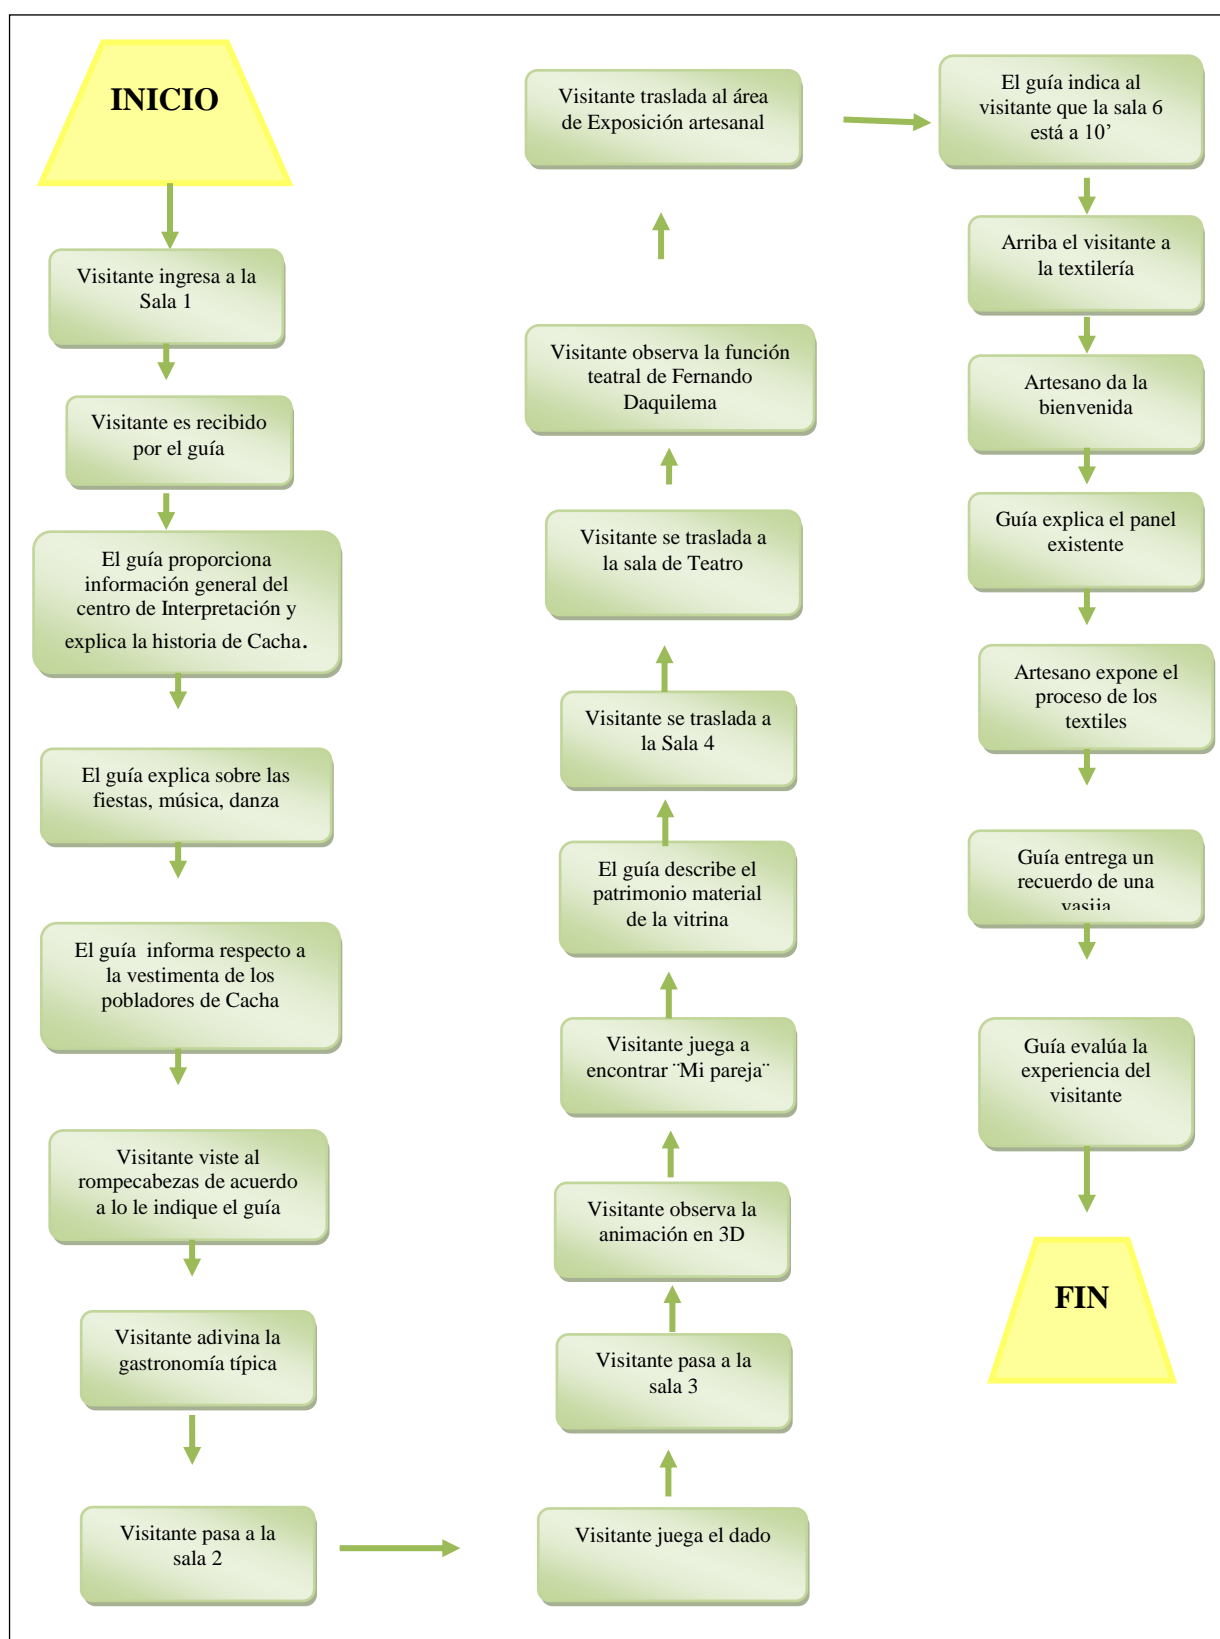 INICIO
Visitante ingresa a la
Sala 1
Visitante es recibido
por el guía
El guía proporciona
información general del
centro de Interpretación y
explica la historia de Cacha.
El guía explica sobre las
fiestas, música, danza
El guía informa respecto a
la vestimenta de los
pobladores de Cacha
Visitante viste al
rompecabezas de acuerdo
a lo le indique el guía
Visitante adivina la
gastronomía típica
Visitante pasa a la
sala 2
Visitante juega el dado
Visitante pasa a la
sala 3
Visitante observa la
animación en 3D
Visitante juega a
encontrar ¨Mi pareja¨
El guía describe el
patrimonio material
de la vitrina
Visitante se traslada a
la Sala 4
Visitante se traslada a
la sala de Teatro
Visitante observa la función
teatral de Fernando
Daquilema
Visitante traslada al área
de Exposición artesanal
El guía indica al
visitante que la sala 6
está a 10’
Arriba el visitante a
la textilería
Artesano da la
bienvenida
Guía explica el panel
existente
Artesano expone el
proceso de los
textiles
Guía entrega un
recuerdo de una
vasija
Guía evalúa la
experiencia del
visitante
FIN